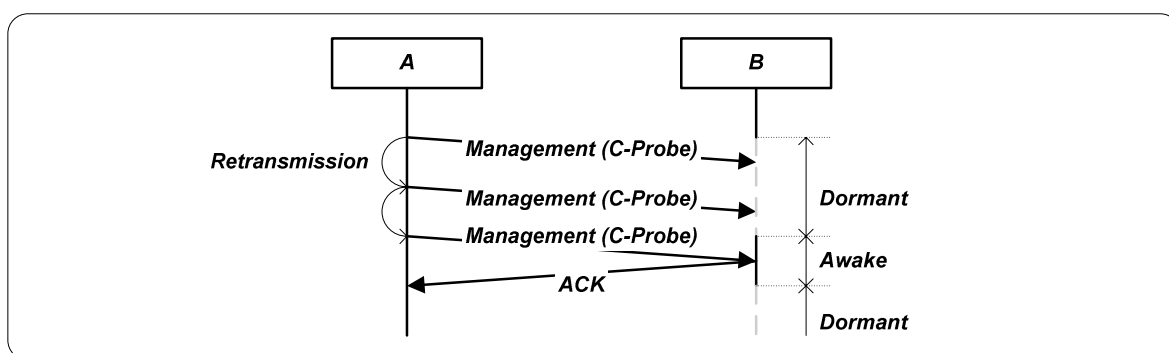 A
B
Management (C-Probe)
Retransmission
Management (C-Probe)
Dormant
Management (C-Probe)
Awake
ACK
Dormant